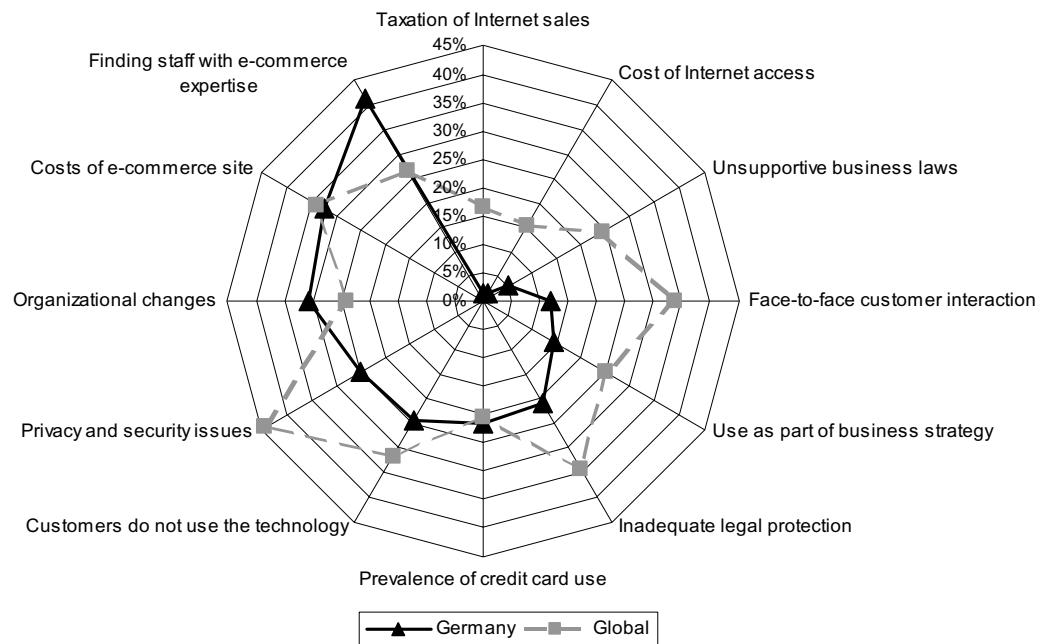 Taxation of Internet sales
45%
40%
35%
30%
25%
20%
15%
10%
5%
0%
Cost of Internet access
Unsupportive business laws
Face-to-face customer interaction
Use as part of business strategy
Inadequate legal protection
Prevalence of credit card use
Customers do not use the technology
Privacy and security issues
Organizational changes
Costs of e-commerce site
Finding staff with e-commerce
expertise
Germany
Global